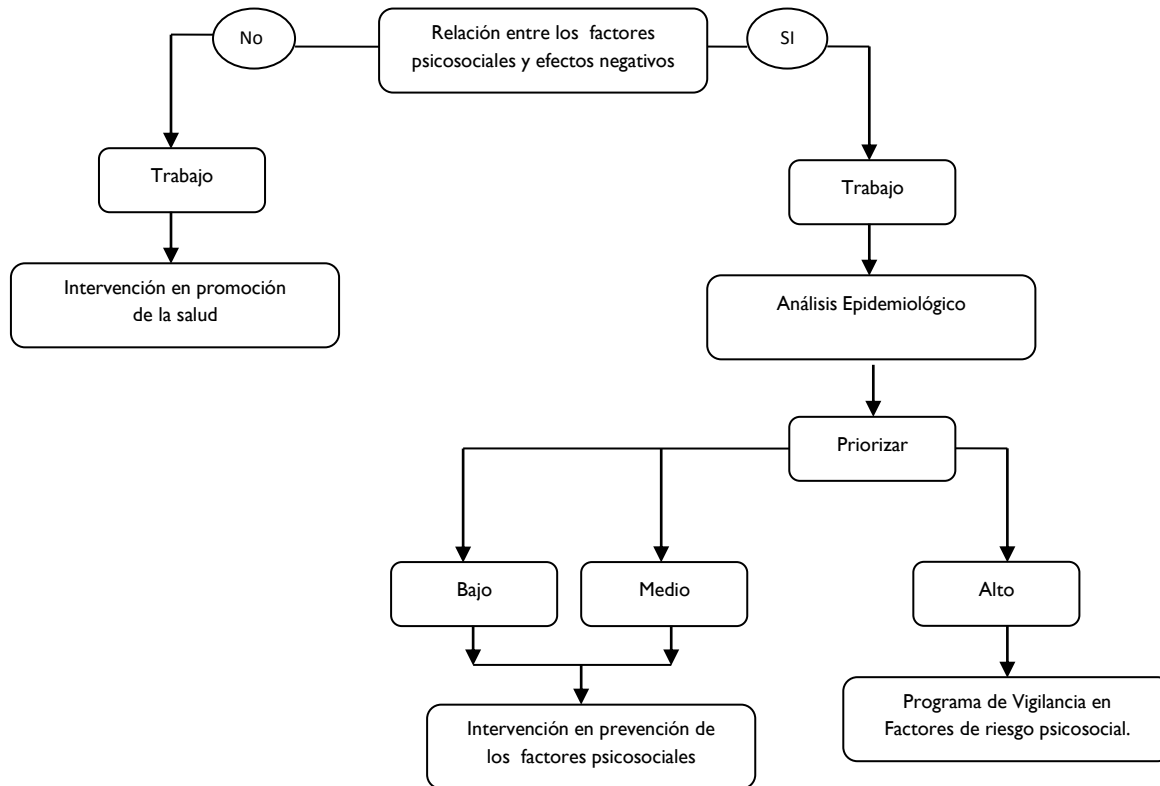 No
Relación entre los factores
psicosociales y efectos negativos
SI
Trabajo
Trabajo
Intervención en promoción
de la salud
Análisis Epidemiológico
Priorizar
Bajo
Medio
Alto
Intervención en prevención de
los factores psicosociales
Programa de Vigilancia en
Factores de riesgo psicosocial.